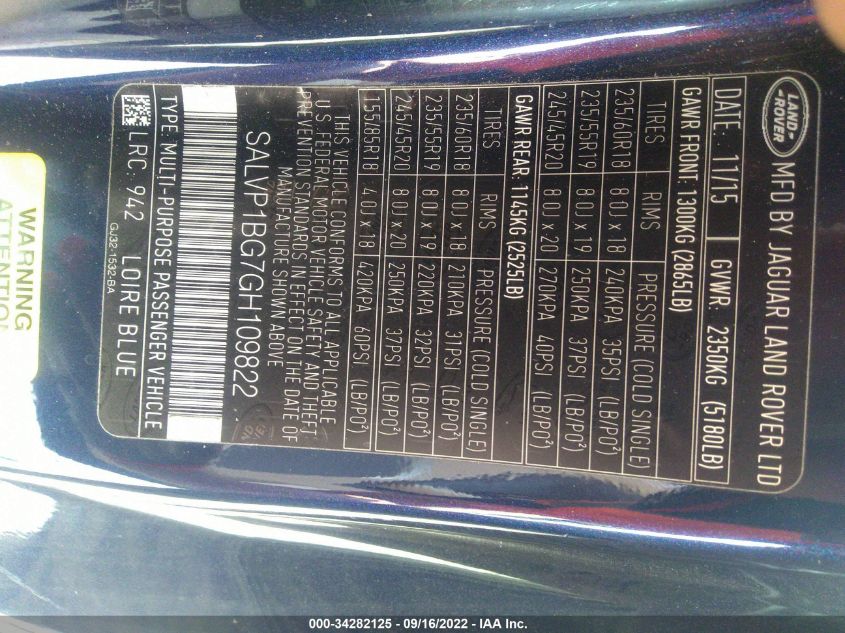 LAND-
ROVER
MFD BY JAGUAR LAND ROVER LTD
DATE: 11/15 GVWR: 2350KG (5180LB)
GAWR FRONT: 1300KG (2865LB)
TIRES RIMS PRESSURE (COLD SINGLE)
235/60R18 8.0J x 18 240KPA 35PSI (LB/PO²)
235/55R19 8.0J x 19 250KPA 37PSI (LB/PO²)
245/45R20 8.0J x 20 270KPA 40PSI (LB/PO²)
GAWR REAR: 1145KG (2525LB)
TIRES RIMS PRESSURE (COLD SINGLE)
235/60R18 8.0J x 18 210KPA 31PSI (LB/PO²)
235/55R19 8.0J x 19 220KPA 32PSI (LB/PO²)
245/45R20 8.0J x 20 260KPA 37PSI (LB/PO²)
155/85R18 4.0J x 18 420KPA 60PSI (LB/PO²)
THIS VEHICLE CONFORMS TO ALL APPLICABLE
U.S. FEDERAL MOTOR VEHICLE SAFETY AND THEFT
PREVENTION STANDARDS IN EFFECT ON THE DATE OF
MANUFACTURE SHOWN ABOVE
SALVP1BG7GH109822
TYPE: MULTI-PURPOSE PASSENGER VEHICLE
LRC: 942 LOIRE BLUE
GJ32-1532-BA
WARNING
ATTENTION
000-34282125 - 09/16/2022 - IAA Inc.